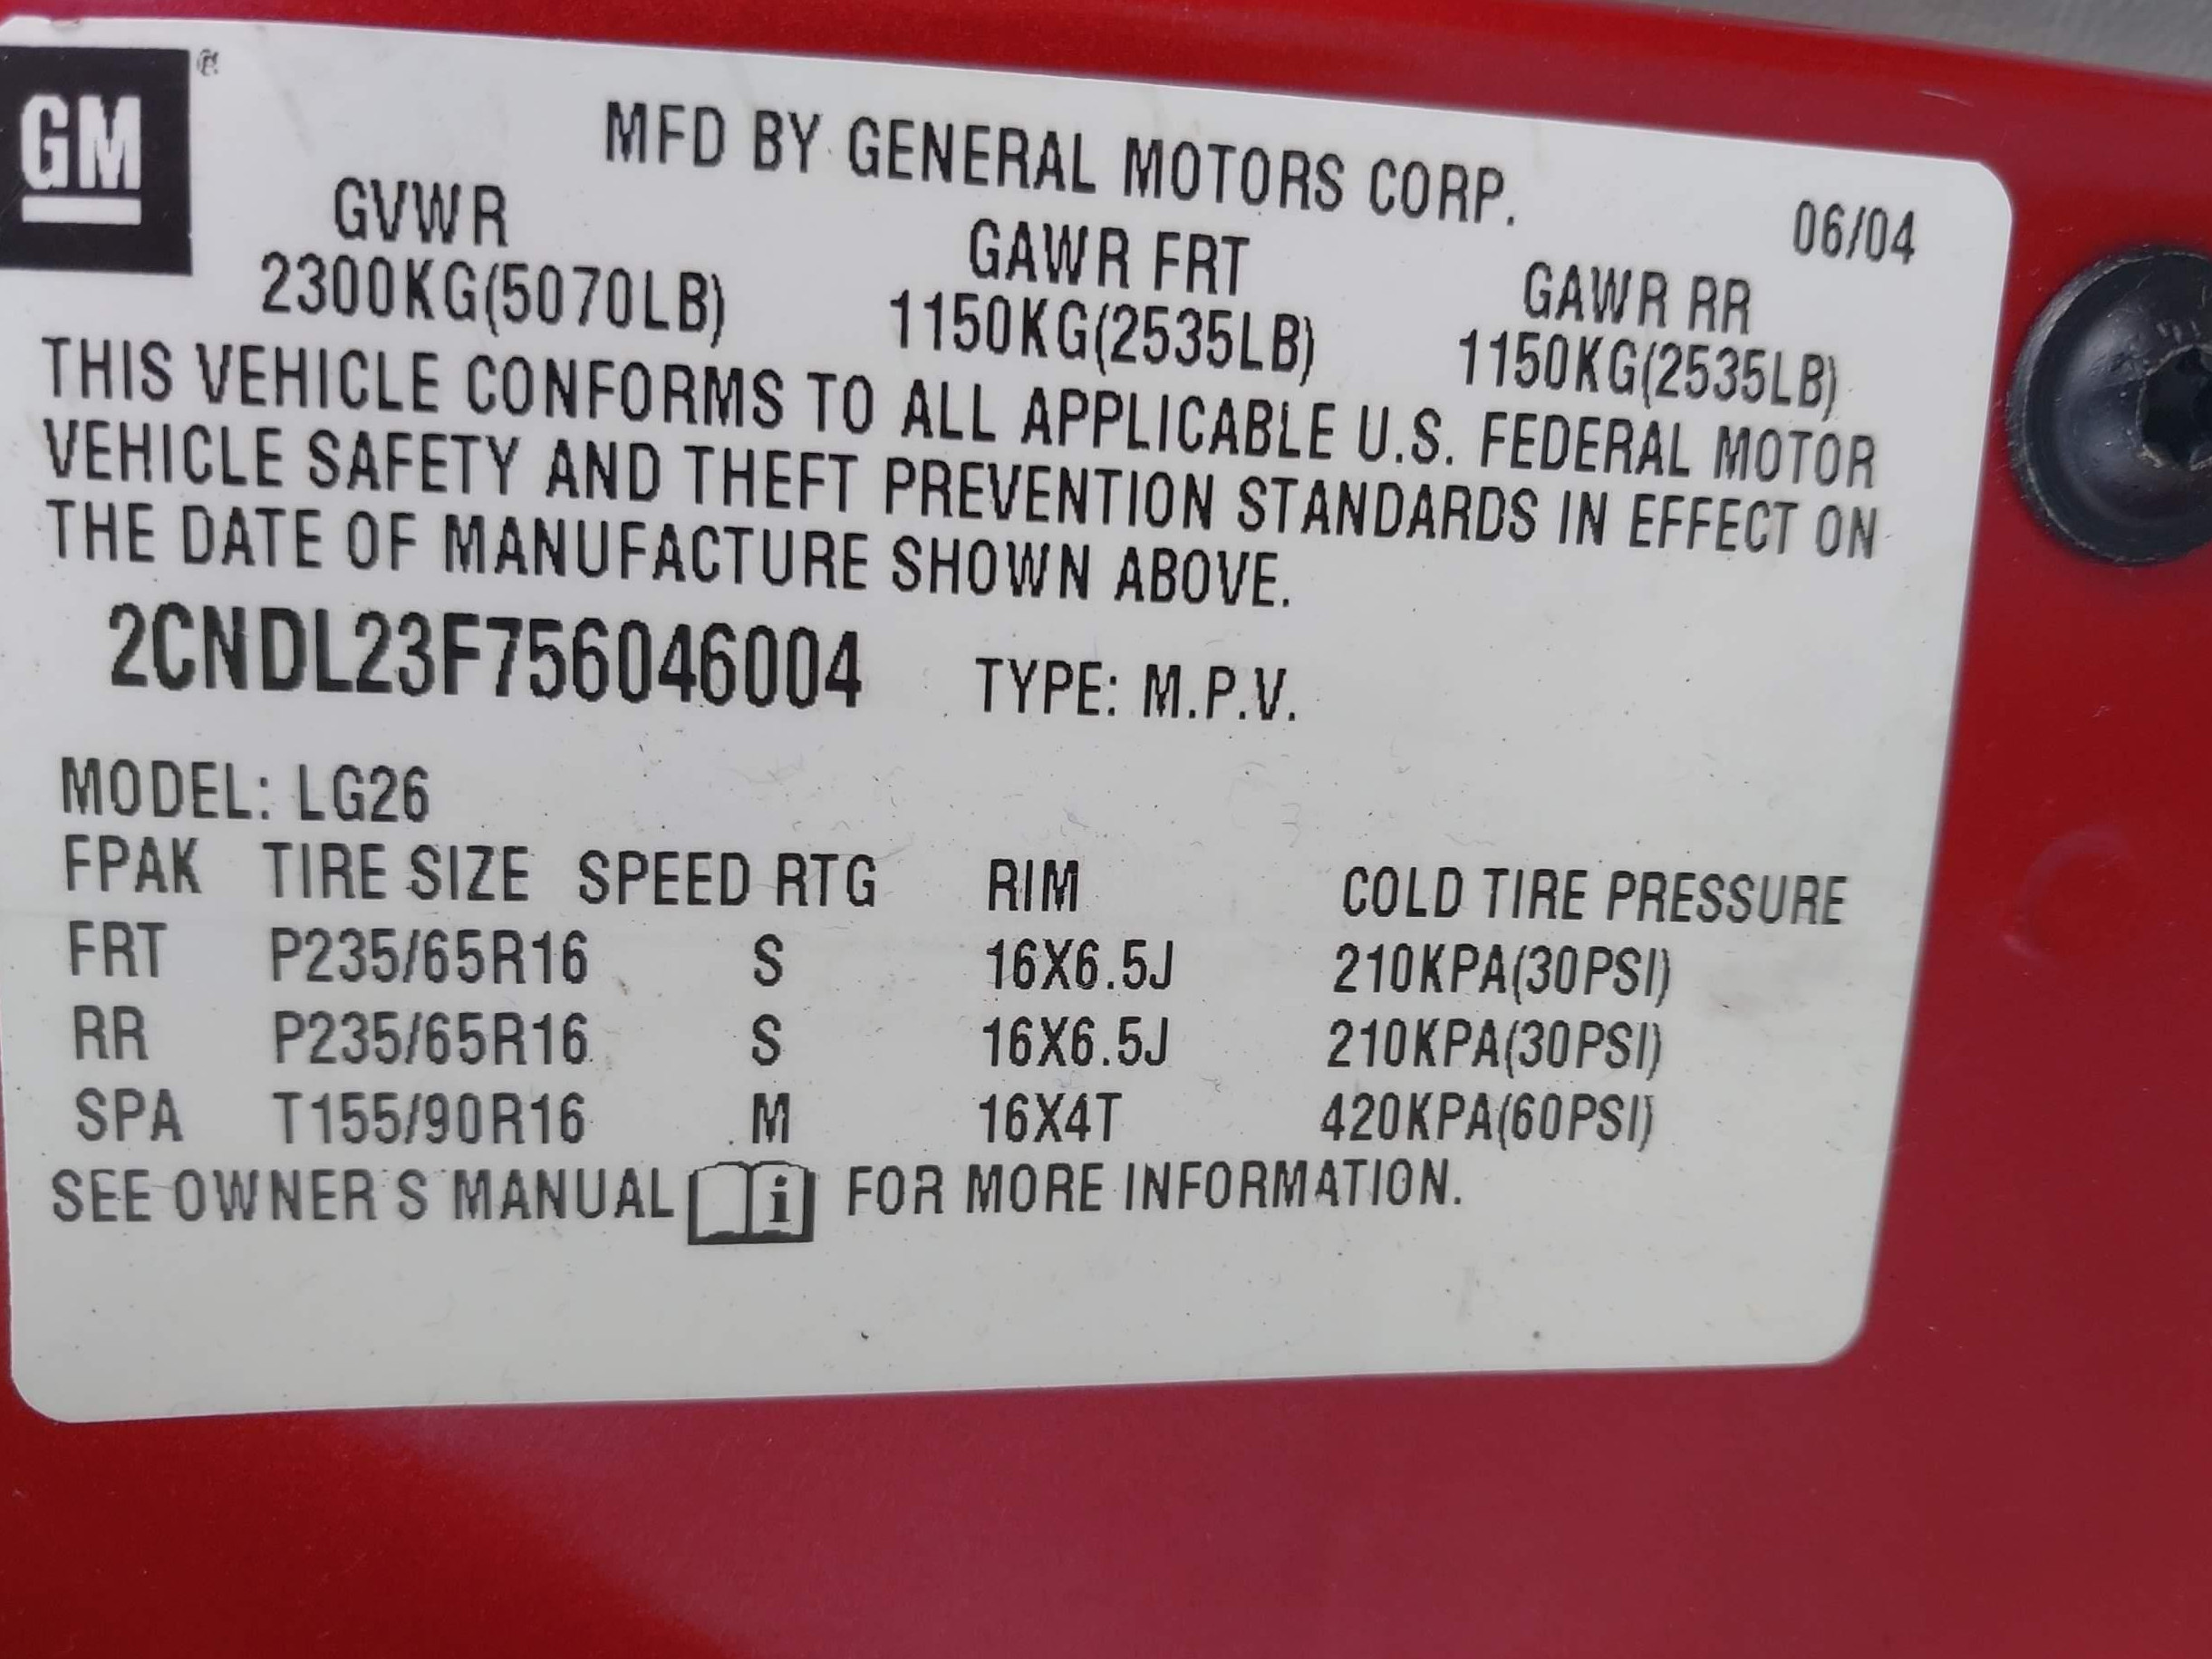 GM®
MFD BY GENERAL MOTORS CORP.
06/04
GVWR GAWR FRT GAWR RR
2300KG(5070LB) 1150KG(2535LB) 1150KG(2535LB)
THIS VEHICLE CONFORMS TO ALL APPLICABLE U.S. FEDERAL MOTOR
VEHICLE SAFETY AND THEFT PREVENTION STANDARDS IN EFFECT ON
THE DATE OF MANUFACTURE SHOWN ABOVE.
2CNDL23F756046004 TYPE: M.P.V.
MODEL: LG26
FPAK TIRE SIZE SPEED RTG RIM COLD TIRE PRESSURE
FRT P235/65R16 S 16X6.5J 210KPA(30PSI)
RR P235/65R16 S 16X6.5J 210KPA(30PSI)
SPA T155/90R16 M 16X4T 420KPA(60PSI)
SEE OWNER S MANUAL i FOR MORE INFORMATION.